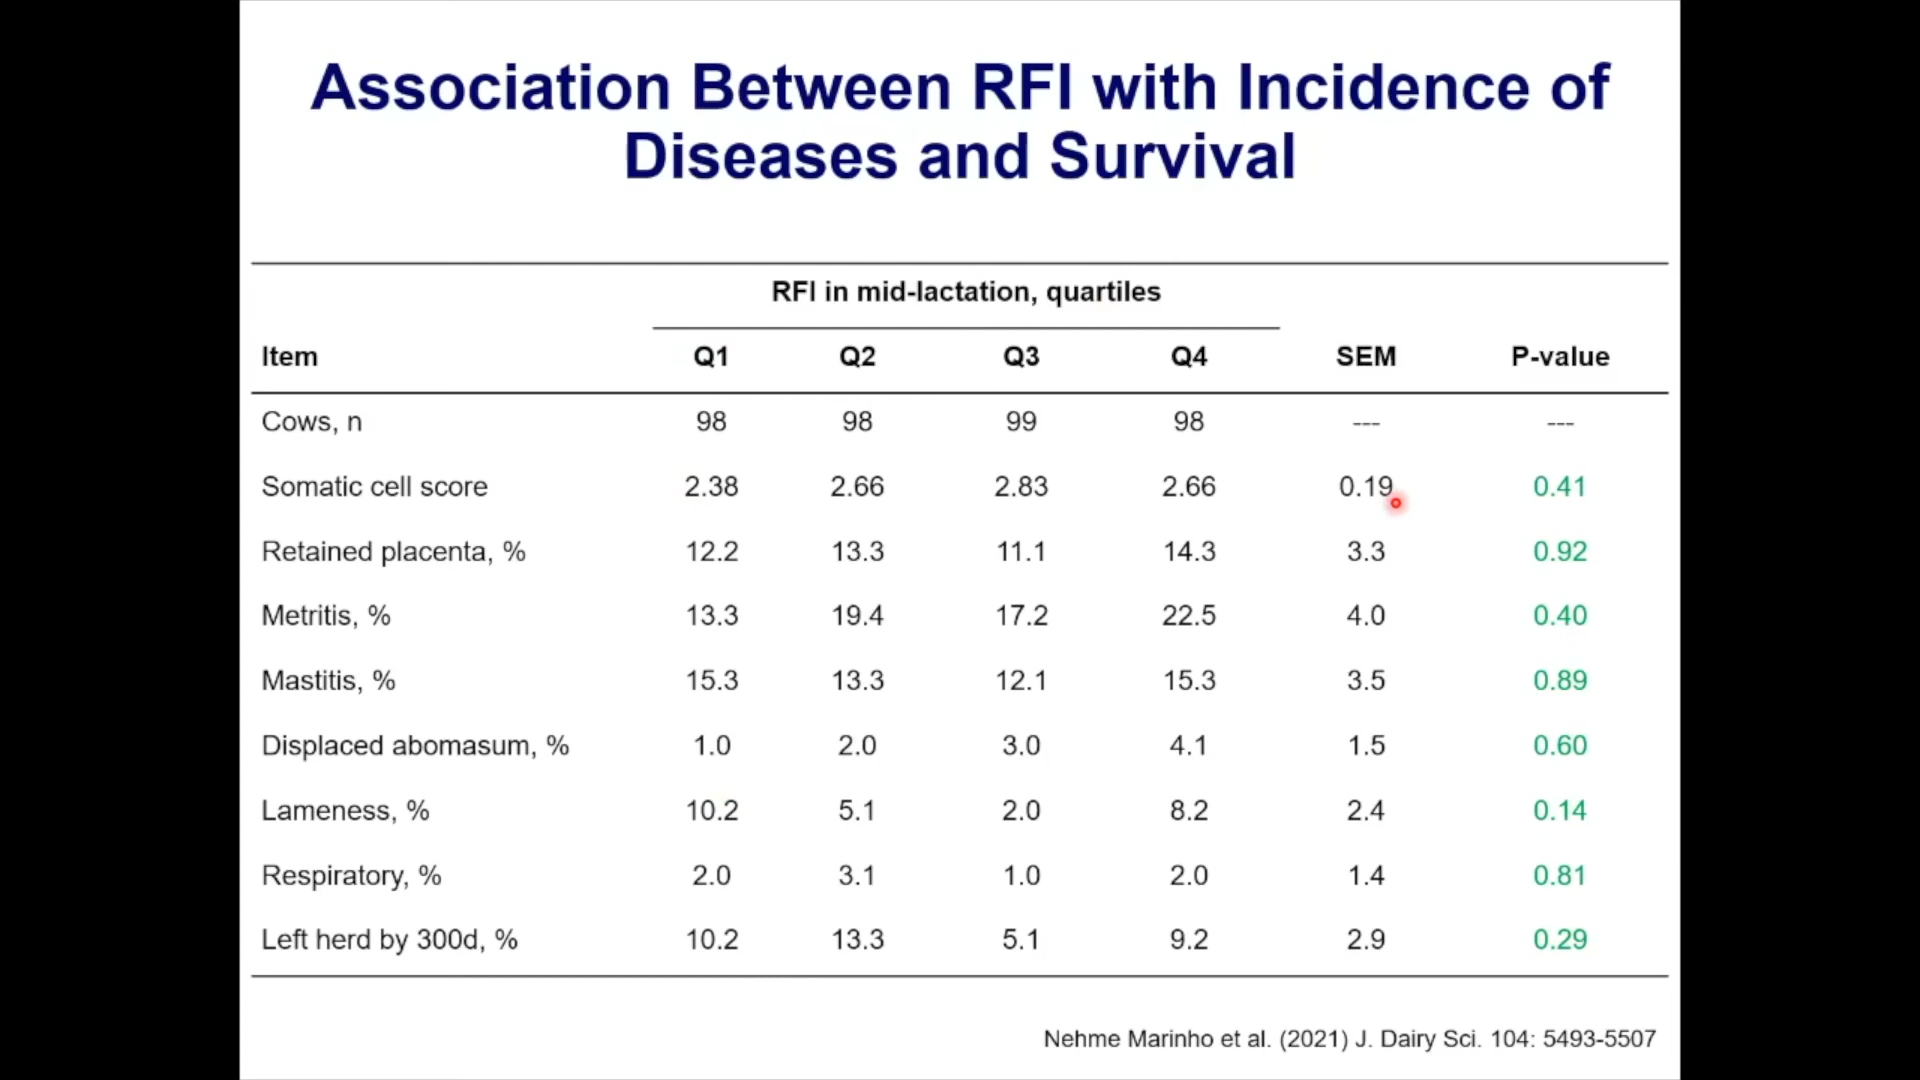 Association Between RFI with Incidence of
Diseases and Survival
RFI in mid-lactation, quartiles
Item Q1 Q2 Q3 Q4 SEM P-value
Cows, n 98 98 99 98 --- ---
Somatic cell score 2.38 2.66 2.83 2.66 0.19 0.41
Retained placenta, % 12.2 13.3 11.1 14.3 3.3 0.92
Metritis, % 13.3 19.4 17.2 22.5 4.0 0.40
Mastitis, % 15.3 13.3 12.1 15.3 3.5 0.89
Displaced abomasum, % 1.0 2.0 3.0 4.1 1.5 0.60
Lameness, % 10.2 5.1 2.0 8.2 2.4 0.14
Respiratory, % 2.0 3.1 1.0 2.0 1.4 0.81
Left herd by 300d, % 10.2 13.3 5.1 9.2 2.9 0.29
Nehme Marinho et al. (2021) J. Dairy Sci. 104: 5493-5507